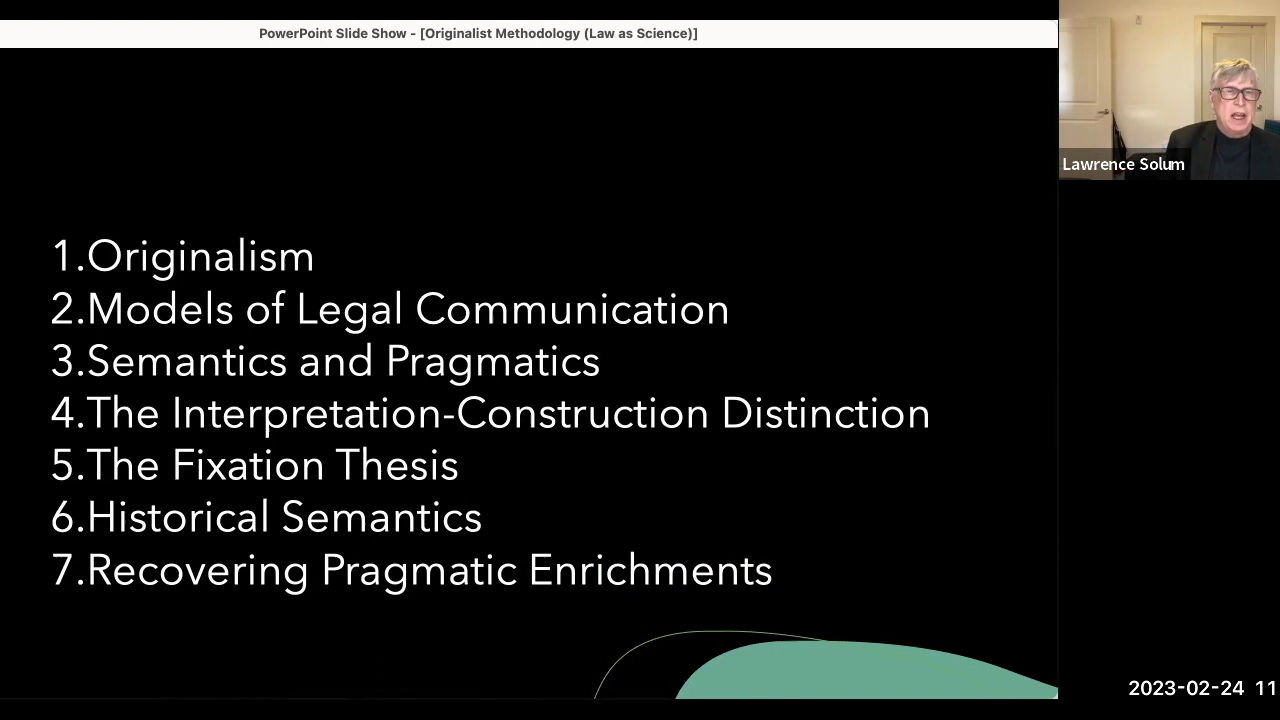 PowerPoint Slide Show - [Originalist Methodology (Law as Science)]
Lawrence Solum
1.Originalism
2.Models of Legal Communication
3.Semantics and Pragmatics
4.The Interpretation-Construction Distinction
5.The Fixation Thesis
6.Historical Semantics
7.Recovering Pragmatic Enrichments
2023-02-24 11